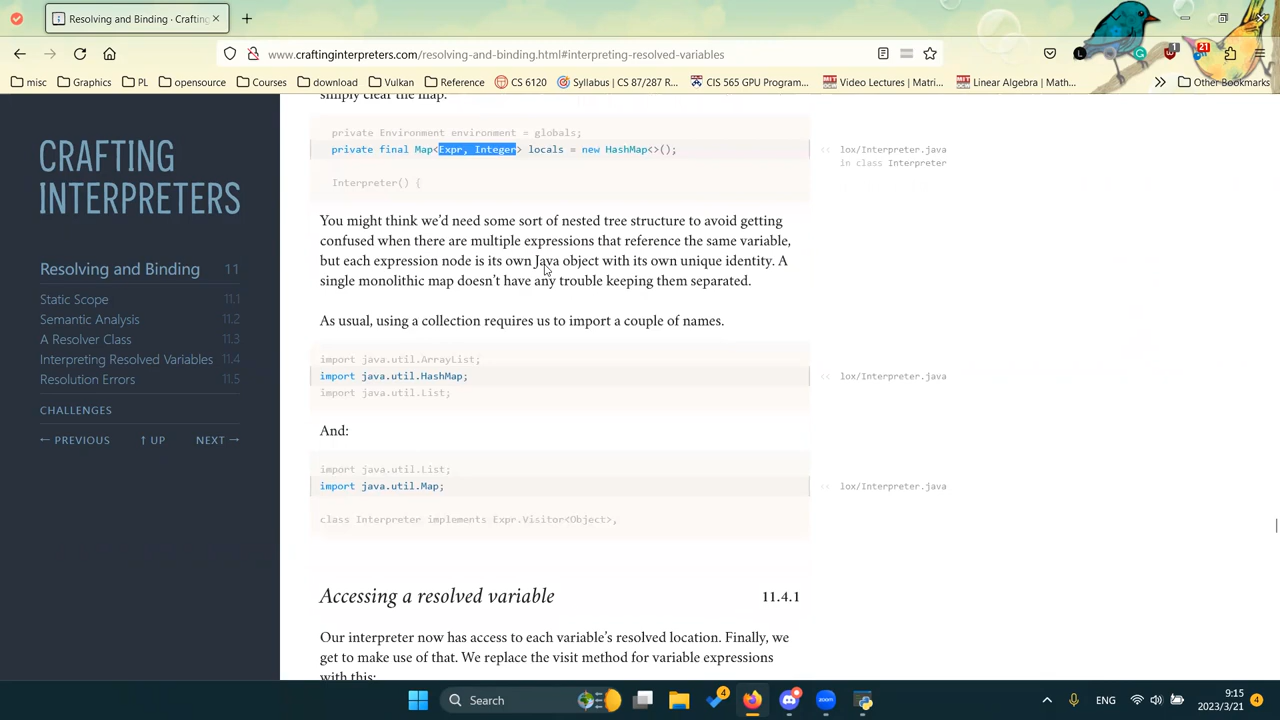 Resolving and Binding · Crafting
www.craftinginterpreters.com/resolving-and-binding.html#interpreting-resolved-variables
1
21
misc
Graphics
PL
opensource
Courses
download
Vulkan
Reference
CS 6120
Syllabus | CS 87/287 R...
CIS 565 GPU Program...
Video Lectures | Matri...
Linear Algebra | Math...
Other Bookmarks
CRAFTING
INTERPRETERS
Resolving and Binding 11
Static Scope 11.1
Semantic Analysis 11.2
A Resolver Class 11.3
Interpreting Resolved Variables 11.4
Resolution Errors 11.5
CHALLENGES
← PREVIOUS ↑ UP NEXT →
simply clear the map.
private Environment environment = globals;
private final Map<Expr, Integer> locals = new HashMap<>();
Interpreter() {
<< lox/Interpreter.java
in class Interpreter
You might think we’d need some sort of nested tree structure to avoid getting
confused when there are multiple expressions that reference the same variable,
but each expression node is its own Java object with its own unique identity. A
single monolithic map doesn’t have any trouble keeping them separated.
As usual, using a collection requires us to import a couple of names.
import java.util.ArrayList;
import java.util.HashMap;
import java.util.List;
<< lox/Interpreter.java
And:
import java.util.List;
import java.util.Map;
class Interpreter implements Expr.Visitor<Object>,
<< lox/Interpreter.java
Accessing a resolved variable 11.4.1
Our interpreter now has access to each variable’s resolved location. Finally, we
get to make use of that. We replace the visit method for variable expressions
with this:
Search
4
ENG
9:15
2023/3/21
4